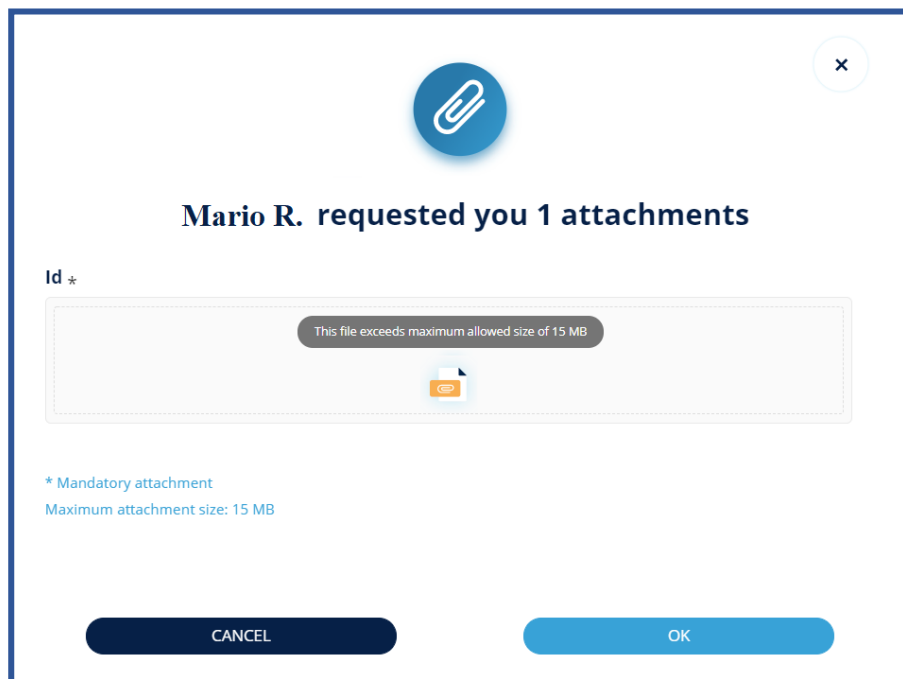 ×
Mario R. requested you 1 attachments
Id *
This file exceeds maximum allowed size of 15 MB
* Mandatory attachment
Maximum attachment size: 15 MB
CANCEL OK